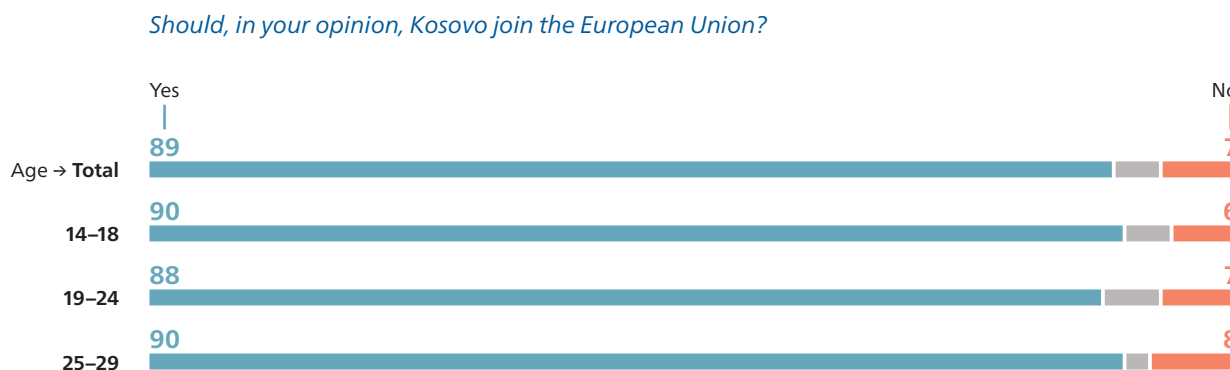 Should, in your opinion, Kosovo join the European Union?
Yes
89
Age → Total
90
14–18
88
19–24
90
25–29